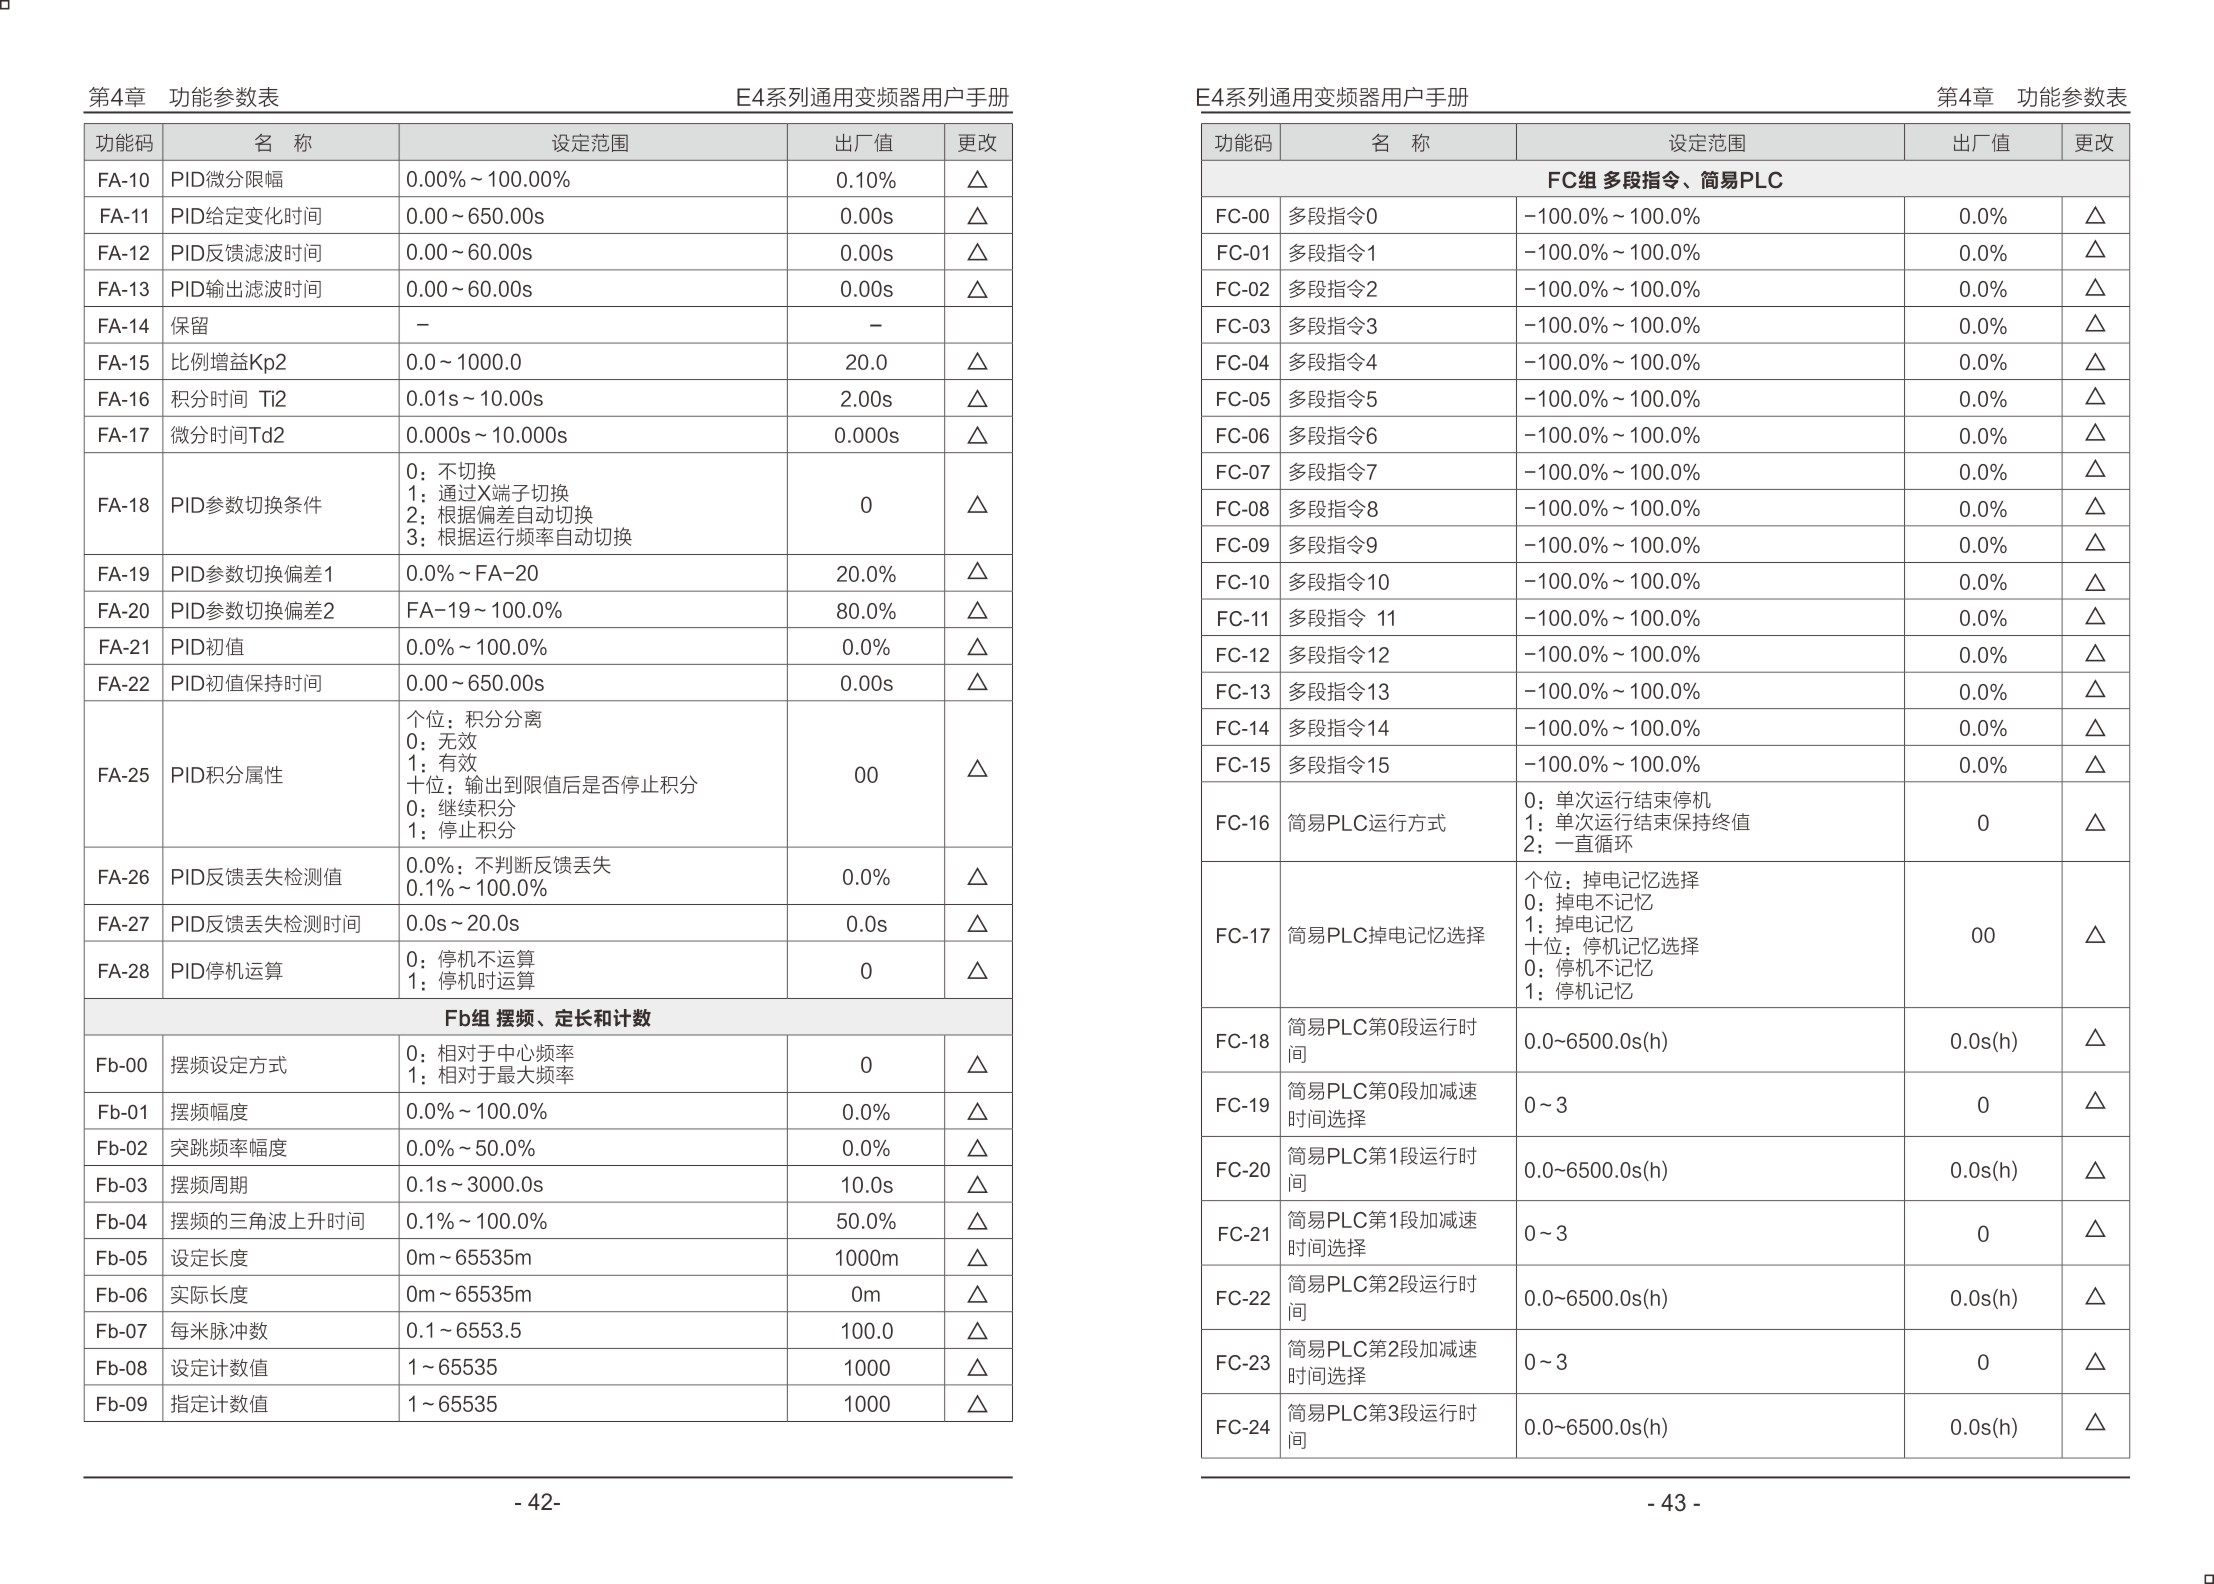 第4章　功能参数表
E4系列通用变频器用户手册
功能码 名　称 设定范围 出厂值 更改
FA-10 PID微分限幅 0.00%~100.00% 0.10% △
FA-11 PID给定变化时间 0.00~650.00s 0.00s △
FA-12 PID反馈滤波时间 0.00~60.00s 0.00s △
FA-13 PID输出滤波时间 0.00~60.00s 0.00s △
FA-14 保留 − −
FA-15 比例增益Kp2 0.0~1000.0 20.0 △
FA-16 积分时间 Ti2 0.01s~10.00s 2.00s △
FA-17 微分时间Td2 0.000s~10.000s 0.000s △
FA-18 PID参数切换条件
0：不切换
1：通过X端子切换
2：根据偏差自动切换
3：根据运行频率自动切换
0 △
FA-19 PID参数切换偏差1 0.0%~FA−20 20.0% △
FA-20 PID参数切换偏差2 FA−19~100.0% 80.0% △
FA-21 PID初值 0.0%~100.0% 0.0% △
FA-22 PID初值保持时间 0.00~650.00s 0.00s △
FA-25 PID积分属性
个位：积分分离
0：无效
1：有效
十位：输出到限值后是否停止积分
0：继续积分
1：停止积分
00 △
FA-26 PID反馈丢失检测值
0.0%：不判断反馈丢失
0.1%~100.0%
0.0% △
FA-27 PID反馈丢失检测时间 0.0s~20.0s 0.0s △
FA-28 PID停机运算
0：停机不运算
1：停机时运算
0 △
Fb组 摆频、定长和计数
Fb-00 摆频设定方式
0：相对于中心频率
1：相对于最大频率
0 △
Fb-01 摆频幅度 0.0%~100.0% 0.0% △
Fb-02 突跳频率幅度 0.0%~50.0% 0.0% △
Fb-03 摆频周期 0.1s~3000.0s 10.0s △
Fb-04 摆频的三角波上升时间 0.1%~100.0% 50.0% △
Fb-05 设定长度 0m~65535m 1000m △
Fb-06 实际长度 0m~65535m 0m △
Fb-07 每米脉冲数 0.1~6553.5 100.0 △
Fb-08 设定计数值 1~65535 1000 △
Fb-09 指定计数值 1~65535 1000 △
- 42-
E4系列通用变频器用户手册
第4章　功能参数表
功能码 名　称 设定范围 出厂值 更改
FC组 多段指令、简易PLC
FC-00 多段指令0 −100.0%~100.0% 0.0% △
FC-01 多段指令1 −100.0%~100.0% 0.0% △
FC-02 多段指令2 −100.0%~100.0% 0.0% △
FC-03 多段指令3 −100.0%~100.0% 0.0% △
FC-04 多段指令4 −100.0%~100.0% 0.0% △
FC-05 多段指令5 −100.0%~100.0% 0.0% △
FC-06 多段指令6 −100.0%~100.0% 0.0% △
FC-07 多段指令7 −100.0%~100.0% 0.0% △
FC-08 多段指令8 −100.0%~100.0% 0.0% △
FC-09 多段指令9 −100.0%~100.0% 0.0% △
FC-10 多段指令10 −100.0%~100.0% 0.0% △
FC-11 多段指令 11 −100.0%~100.0% 0.0% △
FC-12 多段指令12 −100.0%~100.0% 0.0% △
FC-13 多段指令13 −100.0%~100.0% 0.0% △
FC-14 多段指令14 −100.0%~100.0% 0.0% △
FC-15 多段指令15 −100.0%~100.0% 0.0% △
FC-16 简易PLC运行方式
0：单次运行结束停机
1：单次运行结束保持终值
2：一直循环
0 △
FC-17 简易PLC掉电记忆选择
个位：掉电记忆选择
0：掉电不记忆
1：掉电记忆
十位：停机记忆选择
0：停机不记忆
1：停机记忆
00 △
FC-18 简易PLC第0段运行时
间
0.0~6500.0s(h) 0.0s(h) △
FC-19 简易PLC第0段加减速
时间选择
0~3 0 △
FC-20 简易PLC第1段运行时
间
0.0~6500.0s(h) 0.0s(h) △
FC-21 简易PLC第1段加减速
时间选择
0~3 0 △
FC-22 简易PLC第2段运行时
间
0.0~6500.0s(h) 0.0s(h) △
FC-23 简易PLC第2段加减速
时间选择
0~3 0 △
FC-24 简易PLC第3段运行时
间
0.0~6500.0s(h) 0.0s(h) △
- 43 -